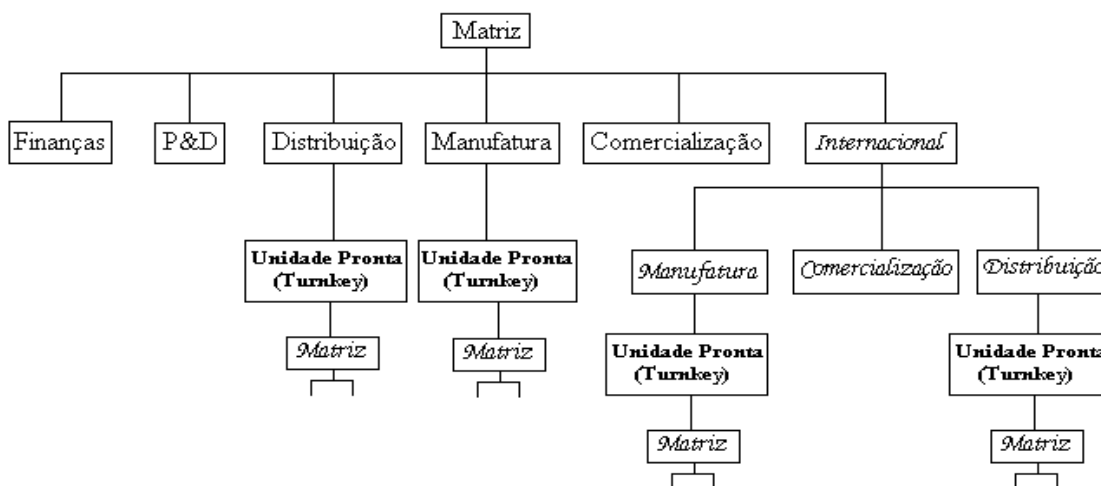 Matriz
Finanças
P&D
Distribuição
Manufatura
Comercialização
Internacional
Unidade Pronta
(Turnkey)
Unidade Pronta
(Turnkey)
Manufatura
Comercialização
Distribuição
Matriz
Matriz
Unidade Pronta
(Turnkey)
Unidade Pronta
(Turnkey)
Matriz
Matriz